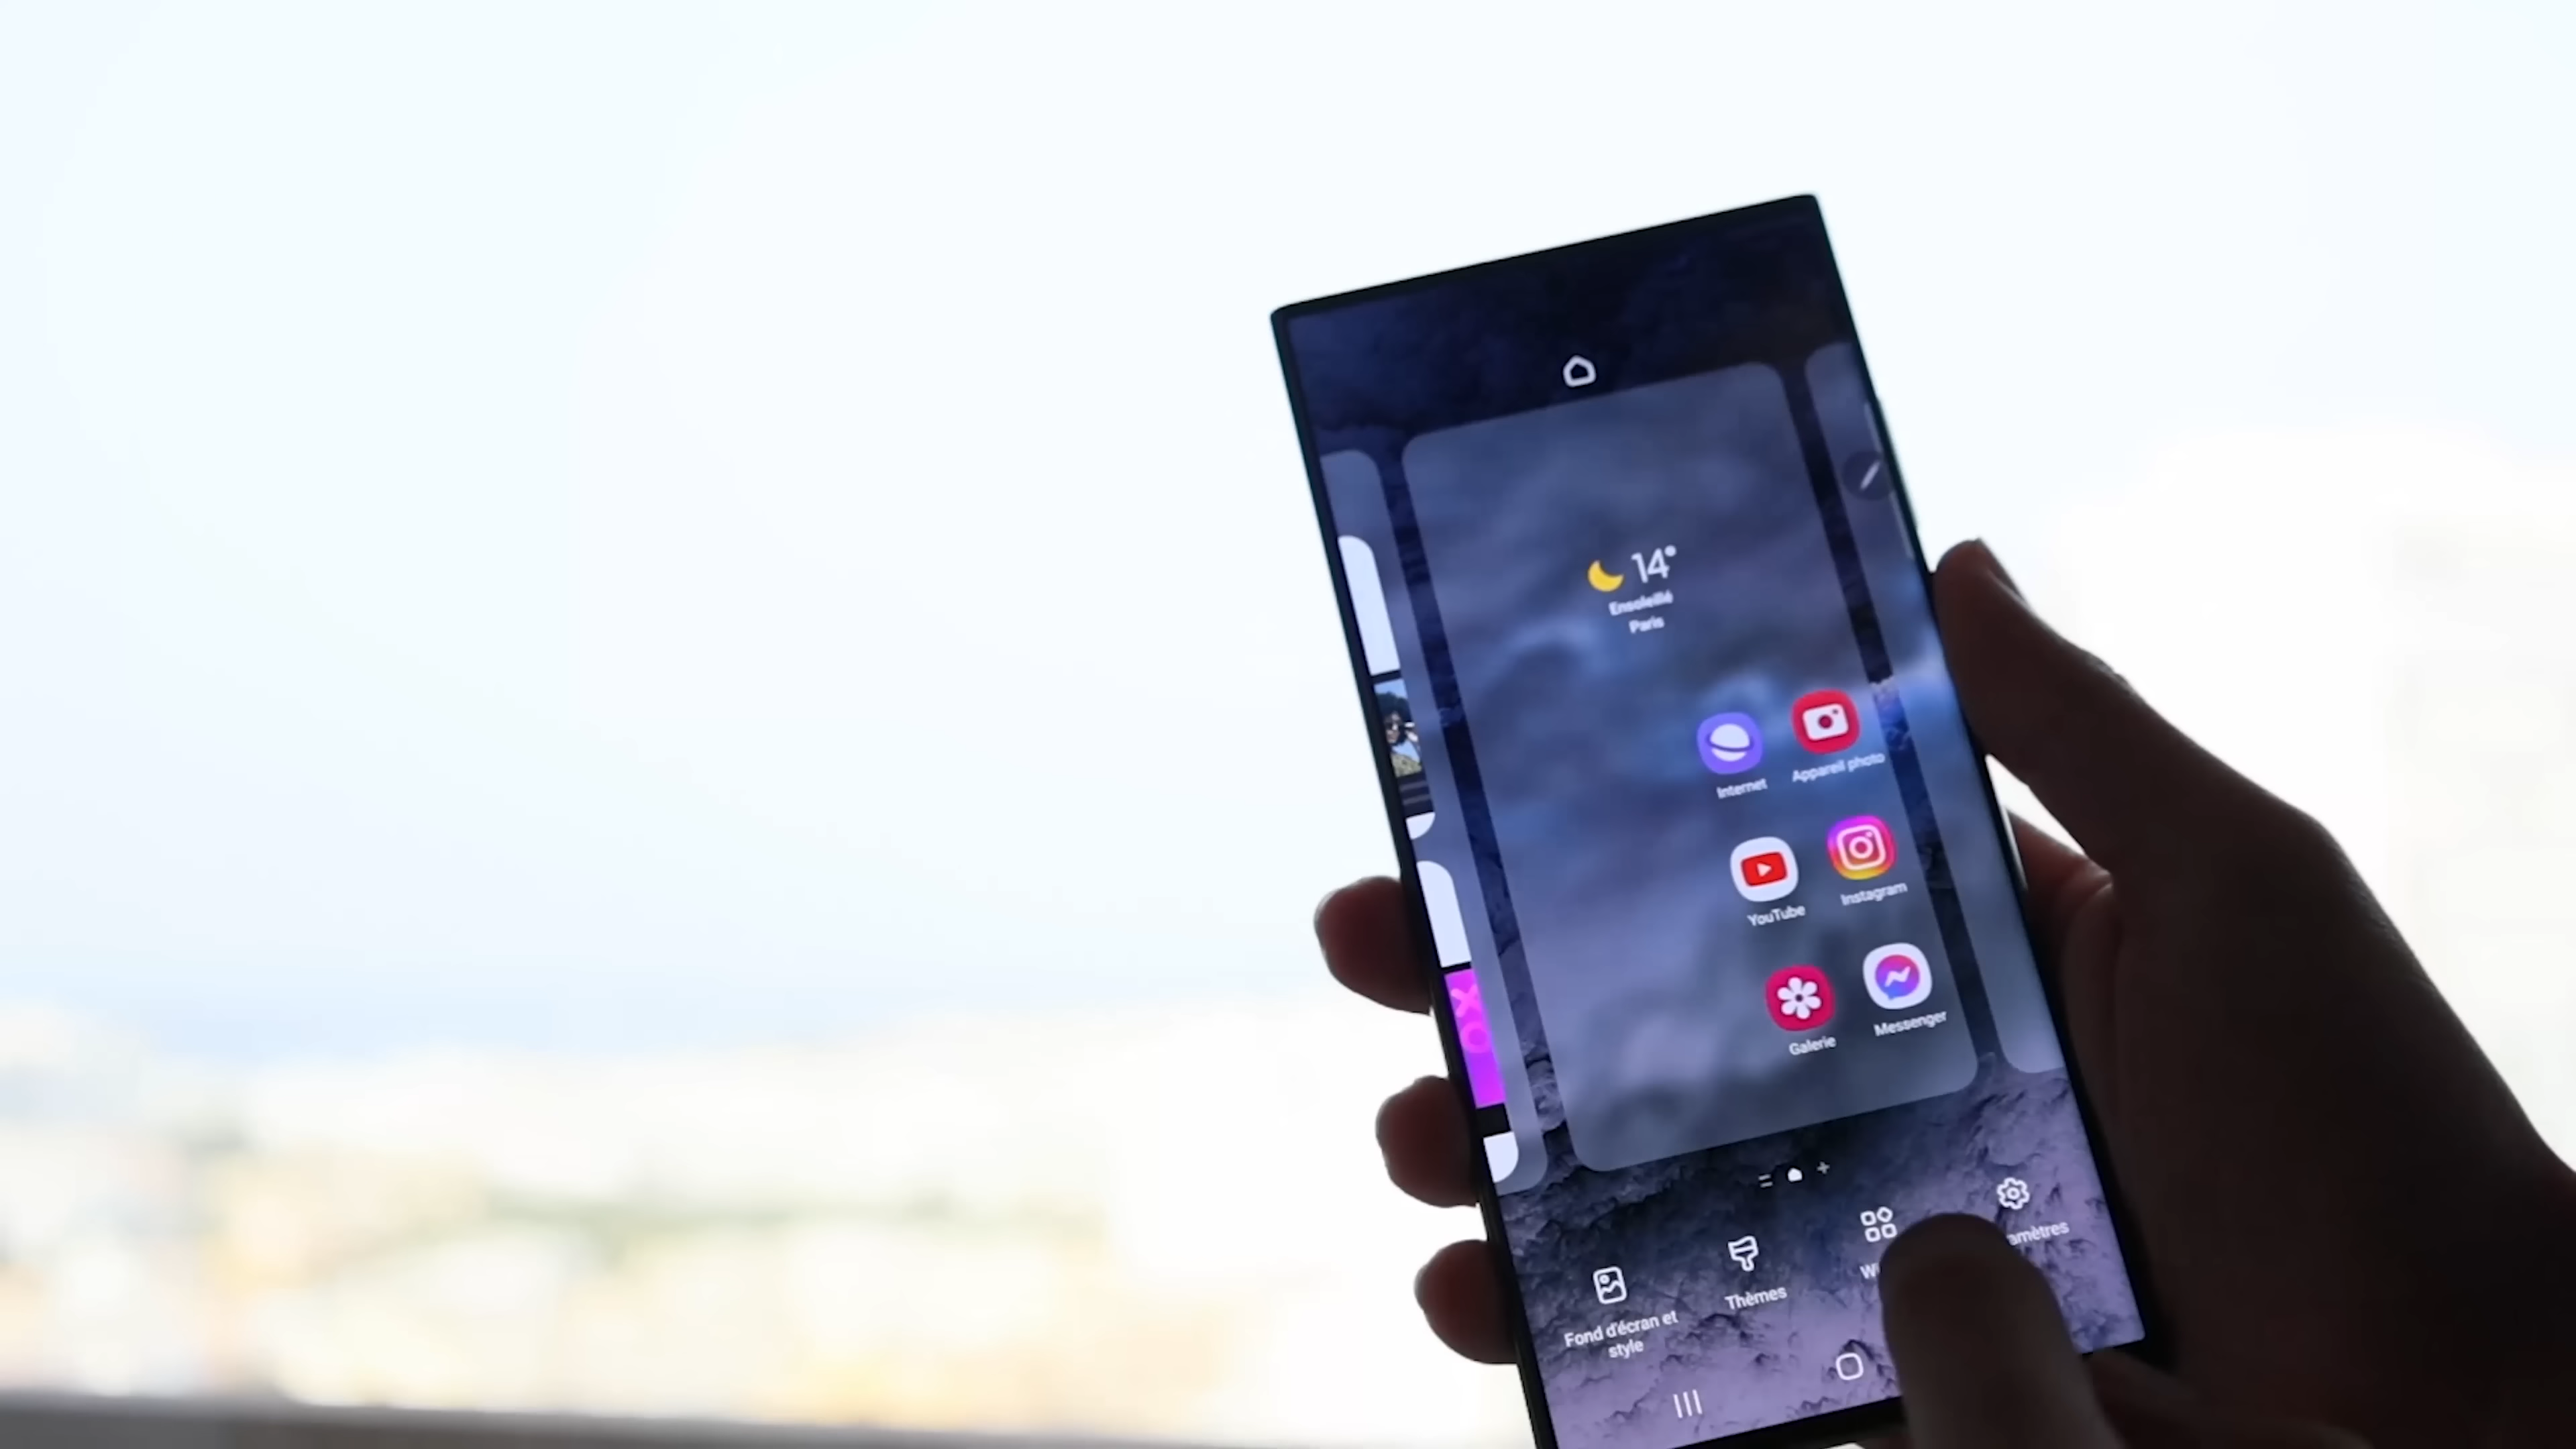 14°
Ensoleillé
Paris
Internet
Appareil photo
YouTube
Instagram
Galerie
Messenger
Fond d'écran et
style
Thèmes